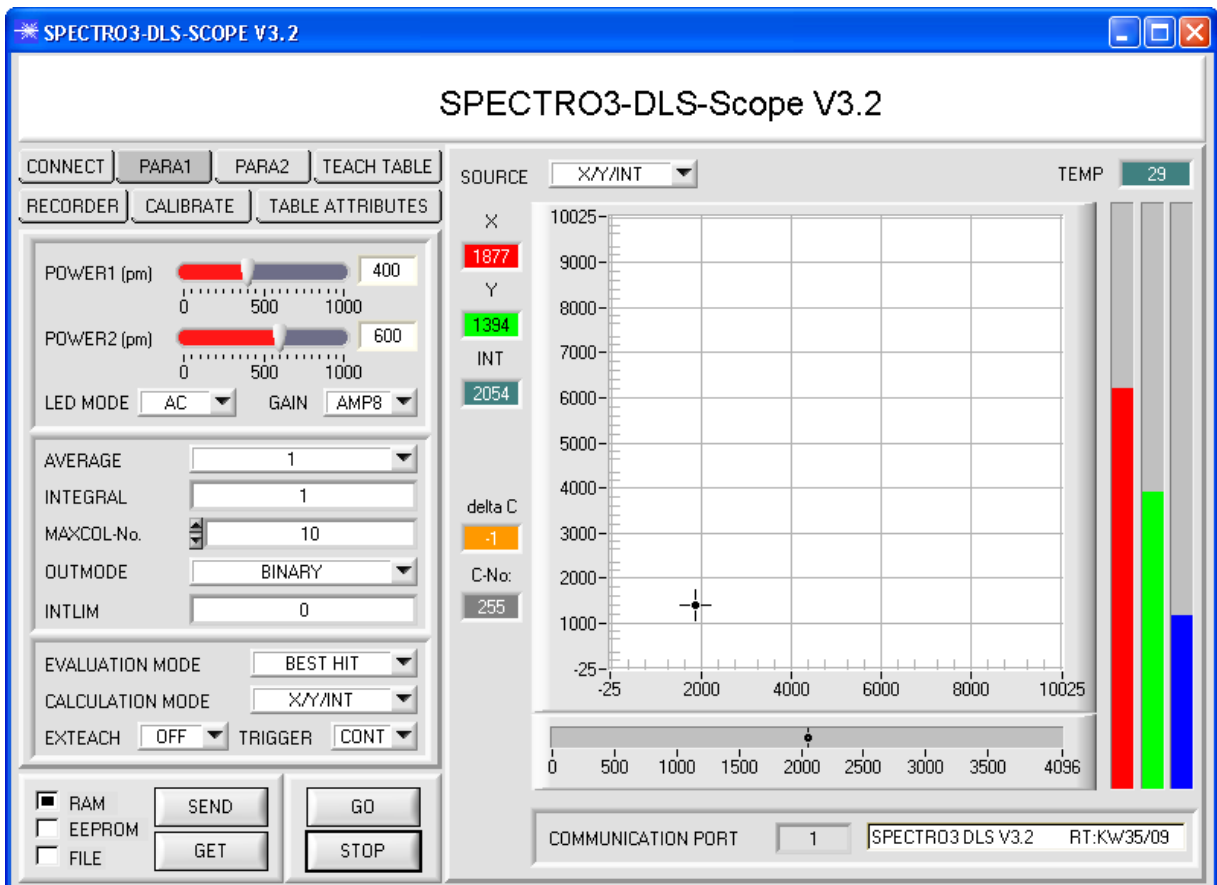 SPECTRO3-DLS-SCOPE V3.2
SPECTRO3-DLS-Scope V3.2
CONNECT PARA1 PARA2 TEACH TABLE
RECORDER CALIBRATE TABLE ATTRIBUTES
POWER1 (pm) 400
0 500 1000
POWER2 (pm) 600
0 500 1000
LED MODE AC GAIN AMP8
AVERAGE 1
INTEGRAL 1
MAXCOL-No. 10
OUTMODE BINARY
INTLIM 0
EVALUATION MODE BEST HIT
CALCULATION MODE X/Y/INT
EXTEACH OFF TRIGGER CONT
RAM
EEPROM
FILE
SEND
GET
GO
STOP
SOURCE X/Y/INT TEMP 29
X
1877
Y
1394
INT
2054
delta C
-1
C-No:
255
10025
9000
8000
7000
6000
5000
4000
3000
2000
1000
-25
-25 2000 4000 6000 8000 10025
0 500 1000 1500 2000 2500 3000 3500 4096
COMMUNICATION PORT 1 SPECTRO3 DLS V3.2 RT:KW35/09